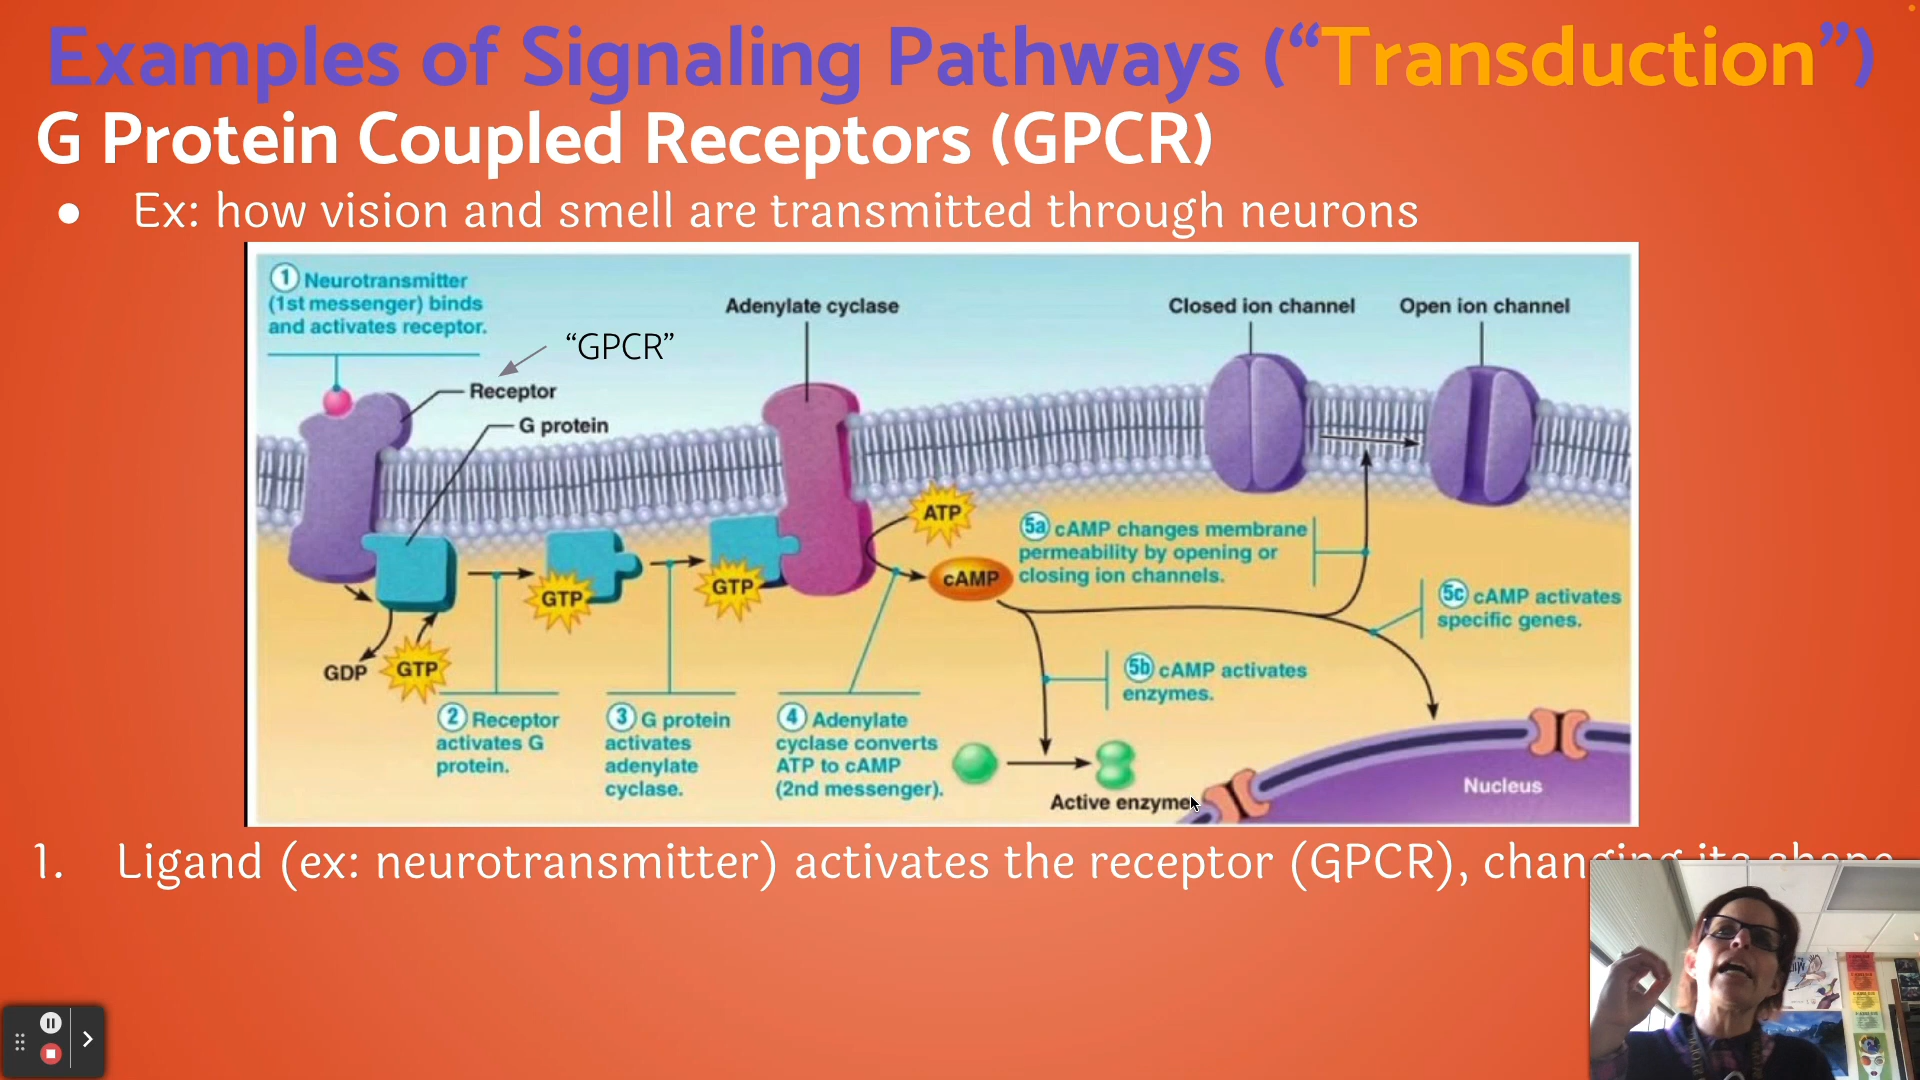 Examples of Signaling Pathways (“Transduction”)
G Protein Coupled Receptors (GPCR)
● Ex: how vision and smell are transmitted through neurons
1 Neurotransmitter
(1st messenger) binds
and activates receptor.
“GPCR”
Receptor
G protein
Adenylate cyclase
Closed ion channel
Open ion channel
ATP
cAMP
5a cAMP changes membrane
permeability by opening or
closing ion channels.
GTP
GTP
GDP
GTP
5c cAMP activates
specific genes.
5b cAMP activates
enzymes.
2 Receptor
activates G
protein.
3 G protein
activates
adenylate
cyclase.
4 Adenylate
cyclase converts
ATP to cAMP
(2nd messenger).
Active enzyme
Nucleus
1. Ligand (ex: neurotransmitter) activates the receptor (GPCR), changing its shape